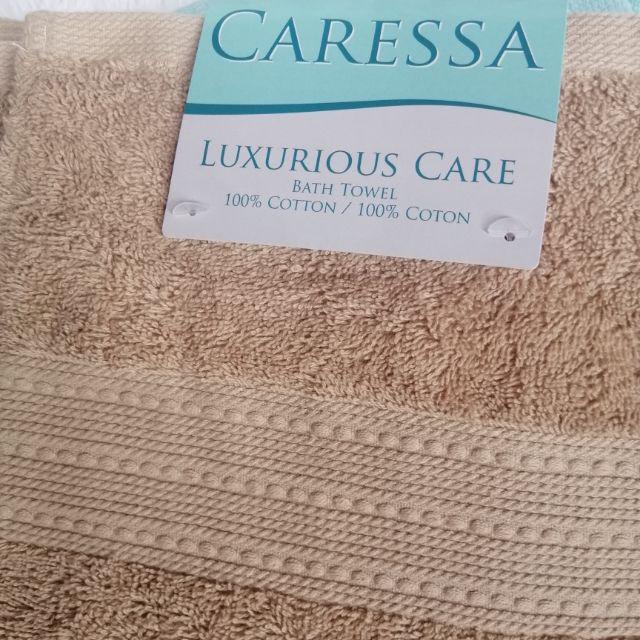 CARESSA
LUXURIOUS CARE
BATH TOWEL
100% COTTON / 100% COTON